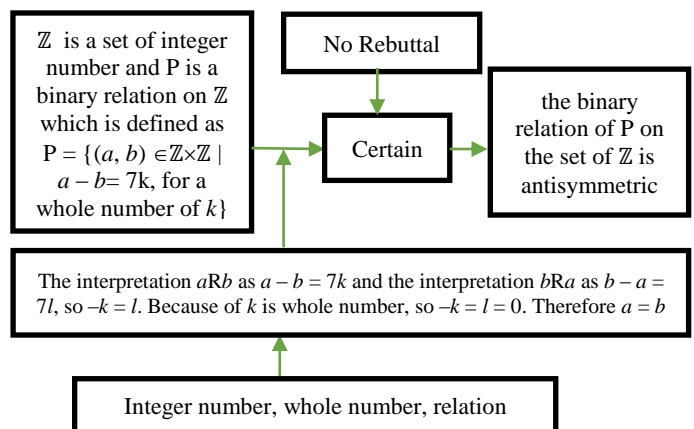 ℤ is a set of integer
number and P is a
binary relation on ℤ
which is defined as
P = {(a, b) ∈ℤ×ℤ |
a – b= 7k, for a
whole number of k}
No Rebuttal
Certain
the binary
relation of P on
the set of ℤ is
antisymmetric
The interpretation aRb as a – b = 7k and the interpretation bRa as b – a =
7l, so –k = l. Because of k is whole number, so –k = l = 0. Therefore a = b
Integer number, whole number, relation